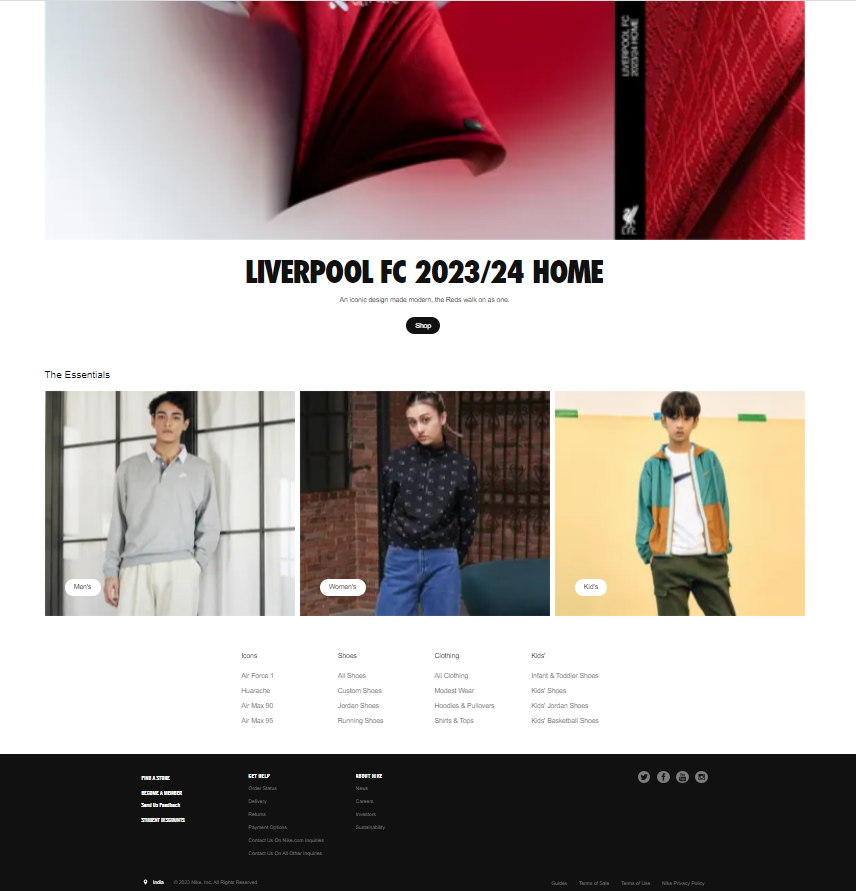 LIVERPOOL FC
2023/24 HOME
LFC
LIVERPOOL FC 2023/24 HOME
An iconic design made modern, the Reds walk on as one.
Shop
The Essentials
Men's
Women's
Kid's
Icons
Air Force 1
Huarache
Air Max 90
Air Max 95
Shoes
All Shoes
Custom Shoes
Jordan Shoes
Running Shoes
Clothing
All Clothing
Modest Wear
Hoodies & Pullovers
Shirts & Tops
Kids'
Infant & Toddler Shoes
Kids' Shoes
Kids' Jordan Shoes
Kids' Basketball Shoes
FIND A STORE
BECOME A MEMBER
Send Us Feedback
STUDENT DISCOUNTS
GET HELP
Order Status
Delivery
Returns
Payment Options
Contact Us On Nike.com Inquiries
Contact Us On All Other Inquiries
ABOUT NIKE
News
Careers
Investors
Sustainability
India
© 2023 Nike, Inc. All Rights Reserved
Guides
Terms of Sale
Terms of Use
Nike Privacy Policy